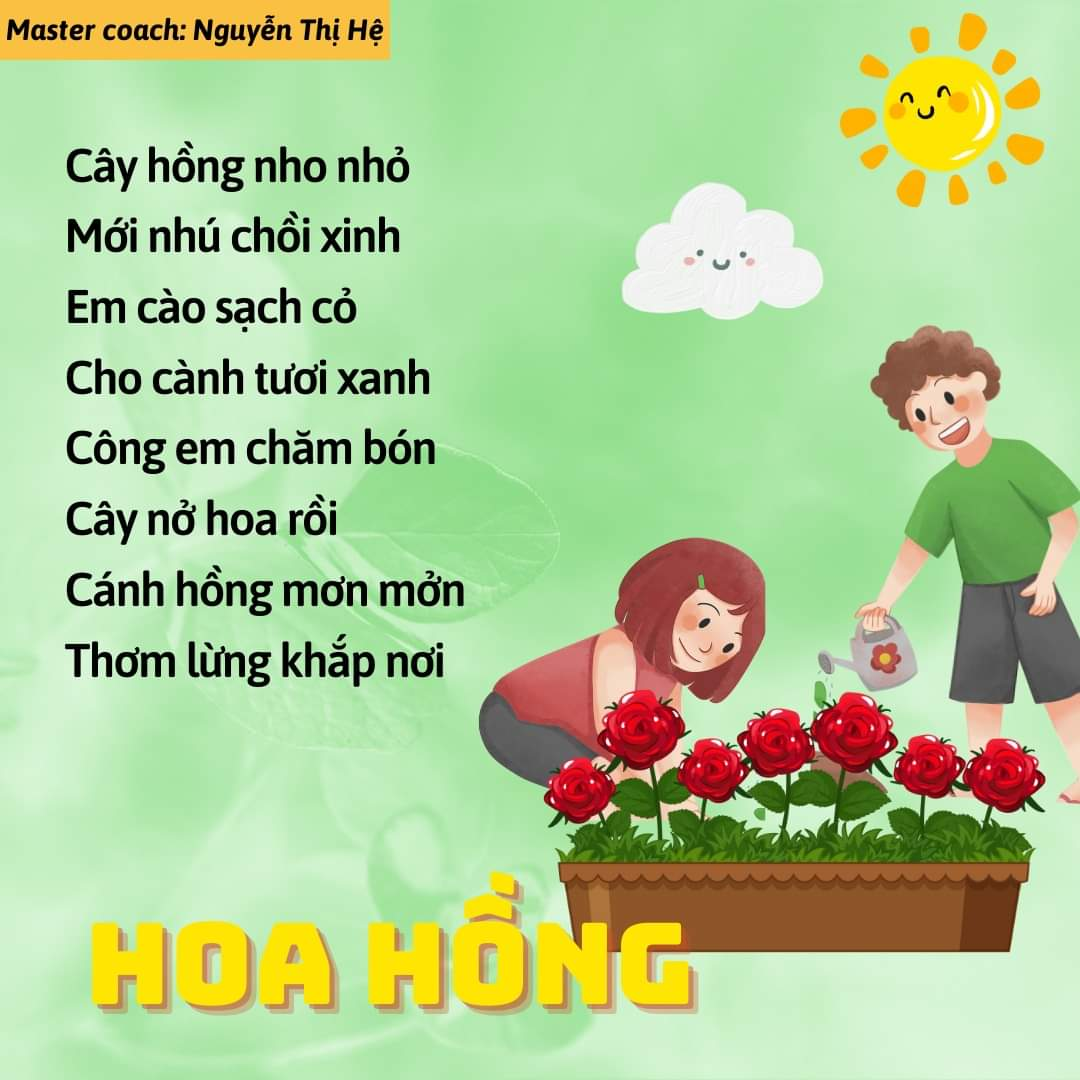 Master coach: Nguyễn Thị Hệ
Cây hồng nho nhỏ
Mới nhú chồi xinh
Em cào sạch cỏ
Cho cành tươi xanh
Công em chăm bón
Cây nở hoa rồi
Cánh hồng mơn mởn
Thơm lừng khắp nơi
HOA HỒNG